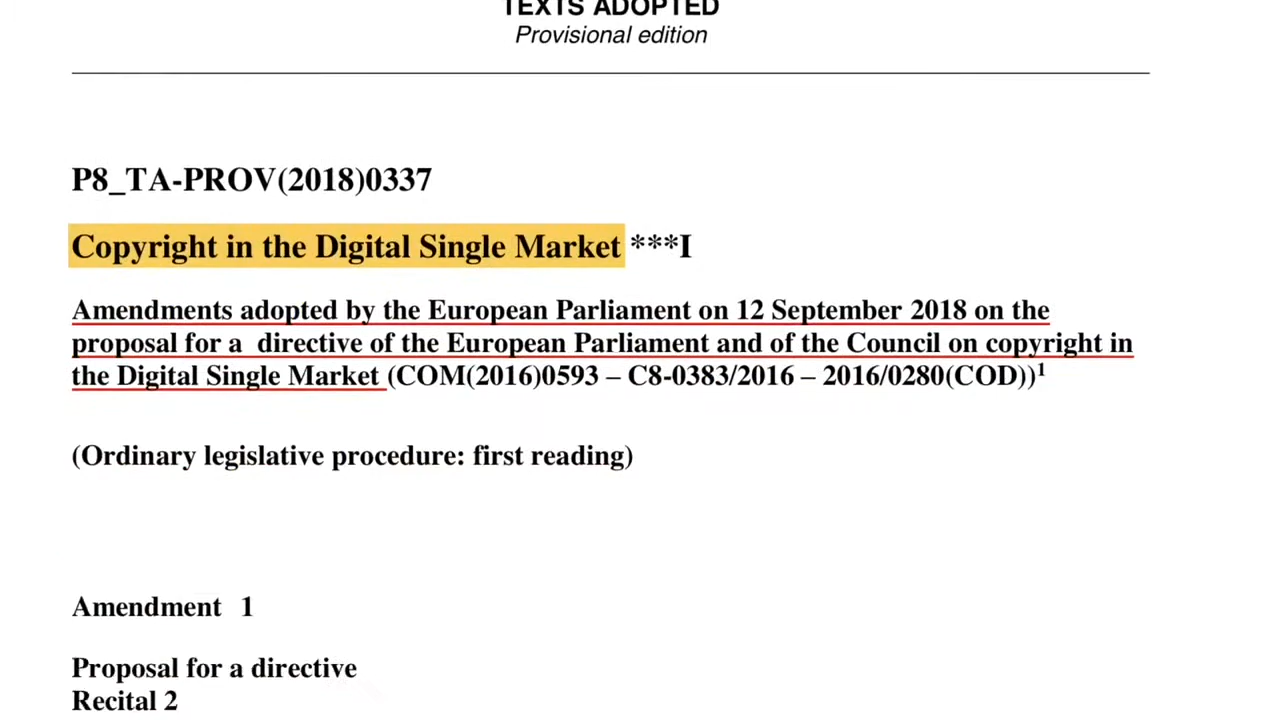 TEXTS ADOPTED
Provisional edition
P8_TA-PROV(2018)0337
Copyright in the Digital Single Market ***I
Amendments adopted by the European Parliament on 12 September 2018 on the
proposal for a  directive of the European Parliament and of the Council on copyright in
the Digital Single Market (COM(2016)0593 – C8-0383/2016 – 2016/0280(COD))¹
(Ordinary legislative procedure: first reading)
Amendment  1
Proposal for a directive
Recital 2